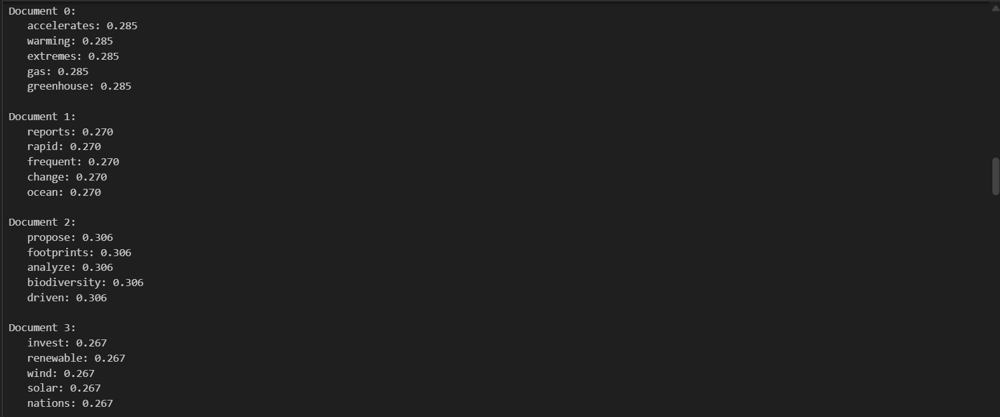 Document 0:
accelerates: 0.285
warming: 0.285
extremes: 0.285
gas: 0.285
greenhouse: 0.285
Document 1:
reports: 0.270
rapid: 0.270
frequent: 0.270
change: 0.270
ocean: 0.270
Document 2:
propose: 0.306
footprints: 0.306
analyze: 0.306
biodiversity: 0.306
driven: 0.306
Document 3:
invest: 0.267
renewable: 0.267
wind: 0.267
solar: 0.267
nations: 0.267